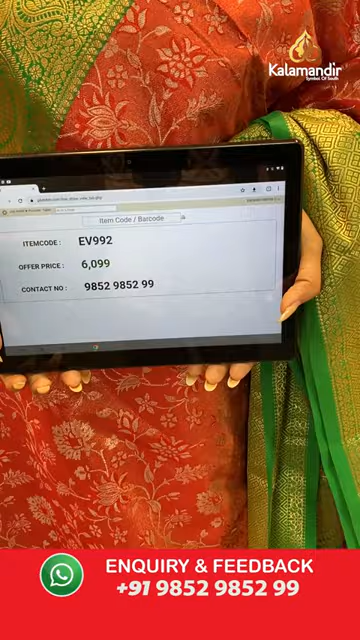 Kalamandir
Symbol Of South
Item Code / Barcode
ITEMCODE : EV992
OFFER PRICE : 6,099
CONTACT NO : 9852 9852 99
ENQUIRY & FEEDBACK
+91 9852 9852 99